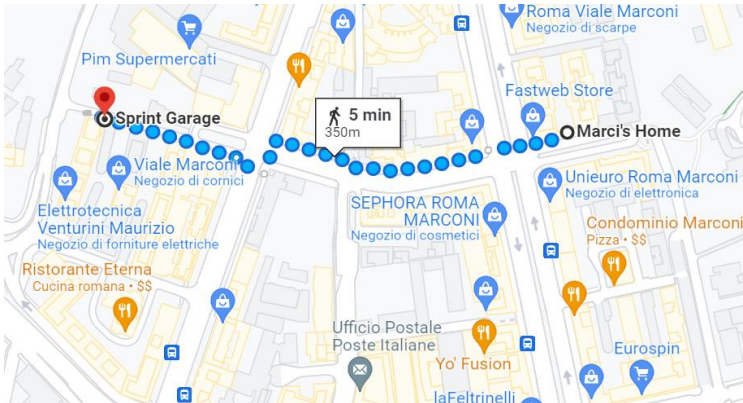 Roma Viale Marconi
Negozio di scarpe
Pim Supermercati
Fastweb Store
5 min
350m
Sprint Garage
Marci's Home
Viale Marconi
Negozio di cornici
Unieuro Roma Marconi
Negozio di elettronica
SEPHORA ROMA
MARCONI
Negozio di cosmetici
Elettrotecnica
Venturini Maurizio
Negozio di forniture elettriche
Condominio Marconi
Pizza • $$
Ristorante Eterna
Cucina romana • $$
Ufficio Postale
Poste Italiane
Yo' Fusion
Eurospin
laFeltrinelli